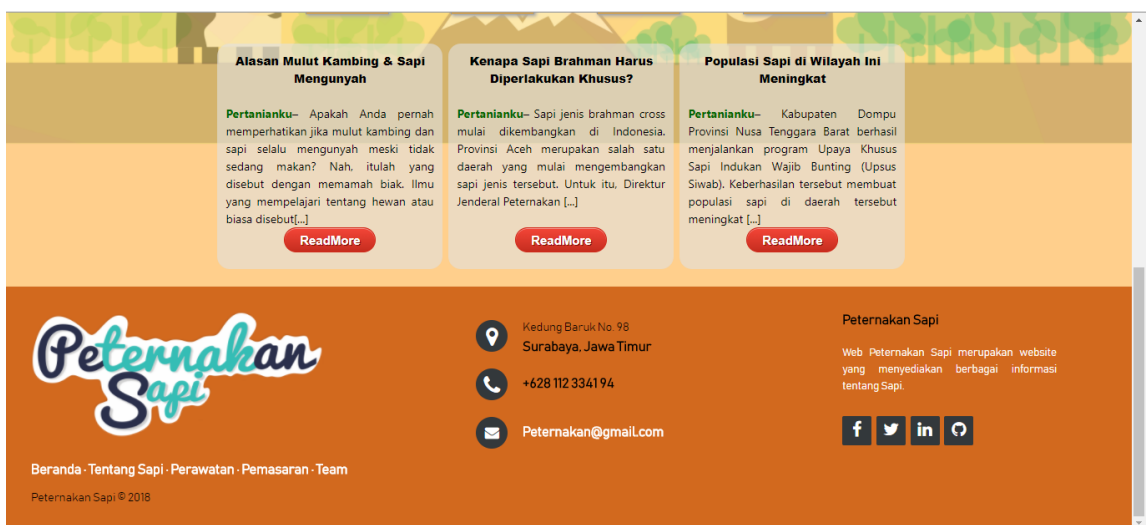 Alasan Mulut Kambing & Sapi
Mengunyah
Pertanianku– Apakah Anda pernah
memperhatikan jika mulut kambing dan
sapi selalu mengunyah meski tidak
sedang makan? Nah, itulah yang
disebut dengan memamah biak. Ilmu
yang mempelajari tentang hewan atau
biasa disebut[...]
ReadMore
Kenapa Sapi Brahman Harus
Diperlakukan Khusus?
Pertanianku– Sapi jenis brahman cross
mulai dikembangkan di Indonesia.
Provinsi Aceh merupakan salah satu
daerah yang mulai mengembangkan
sapi jenis tersebut. Untuk itu, Direktur
Jenderal Peternakan [...]
ReadMore
Populasi Sapi di Wilayah Ini
Meningkat
Pertanianku– Kabupaten Dompu
Provinsi Nusa Tenggara Barat berhasil
menjalankan program Upaya Khusus
Sapi Indukan Wajib Bunting (Upsus
Siwab). Keberhasilan tersebut membuat
populasi sapi di daerah tersebut
meningkat [...]
ReadMore
Peternakan
Sapi
Beranda · Tentang Sapi · Perawatan · Pemasaran · Team
Peternakan Sapi © 2018
Kedung Baruk No. 98
Surabaya, Jawa Timur
+628 112 3341 94
Peternakan@gmail.com
Peternakan Sapi
Web Peternakan Sapi merupakan website
yang menyediakan berbagai informasi
tentang Sapi.